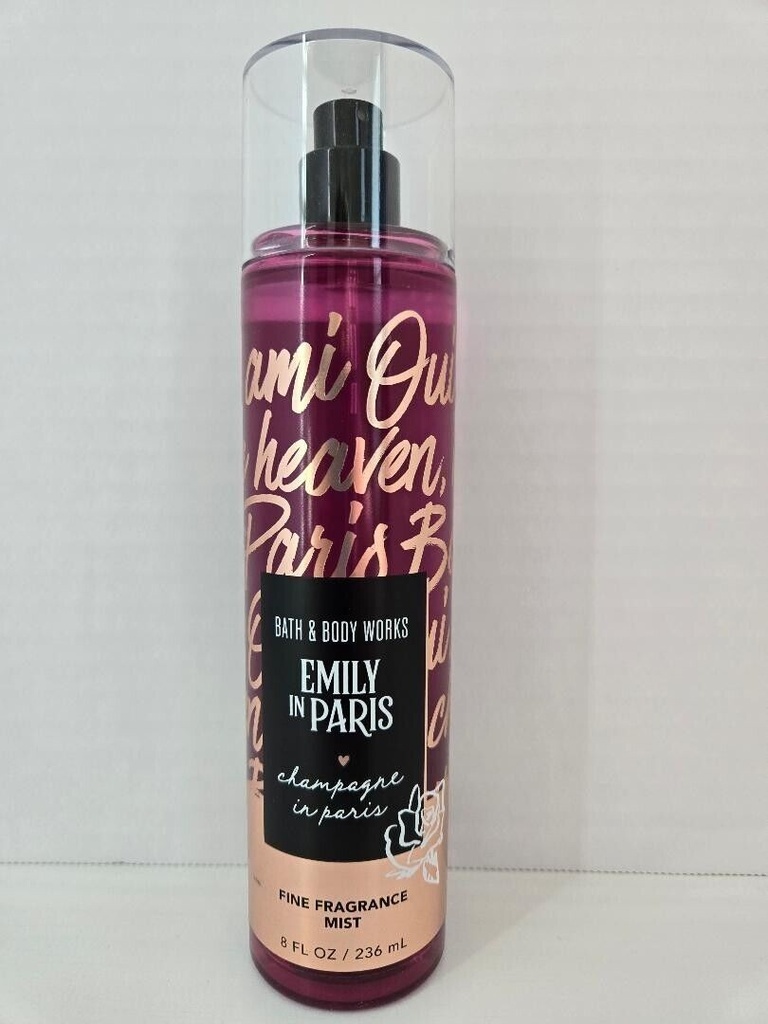 ami Oui
heaven,
Paris B
BATH & BODY WORKS
EMILY
IN PARIS
champagne
in paris
FINE FRAGRANCE
MIST
8 FL OZ / 236 mL